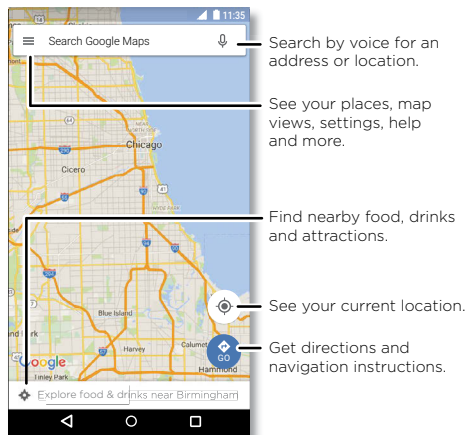 11:35
Search Google Maps
Search by voice for an
address or location.
See your places, map
views, settings, help
and more.
64
Chicago
Cicero
41
Find nearby food, drinks
and attractions.
Blue Island
See your current location.
Harvey
Calumet
GO
Get directions and
navigation instructions.
Hammond
Google
Tinley Park
Explore food & drinks near Birmingham